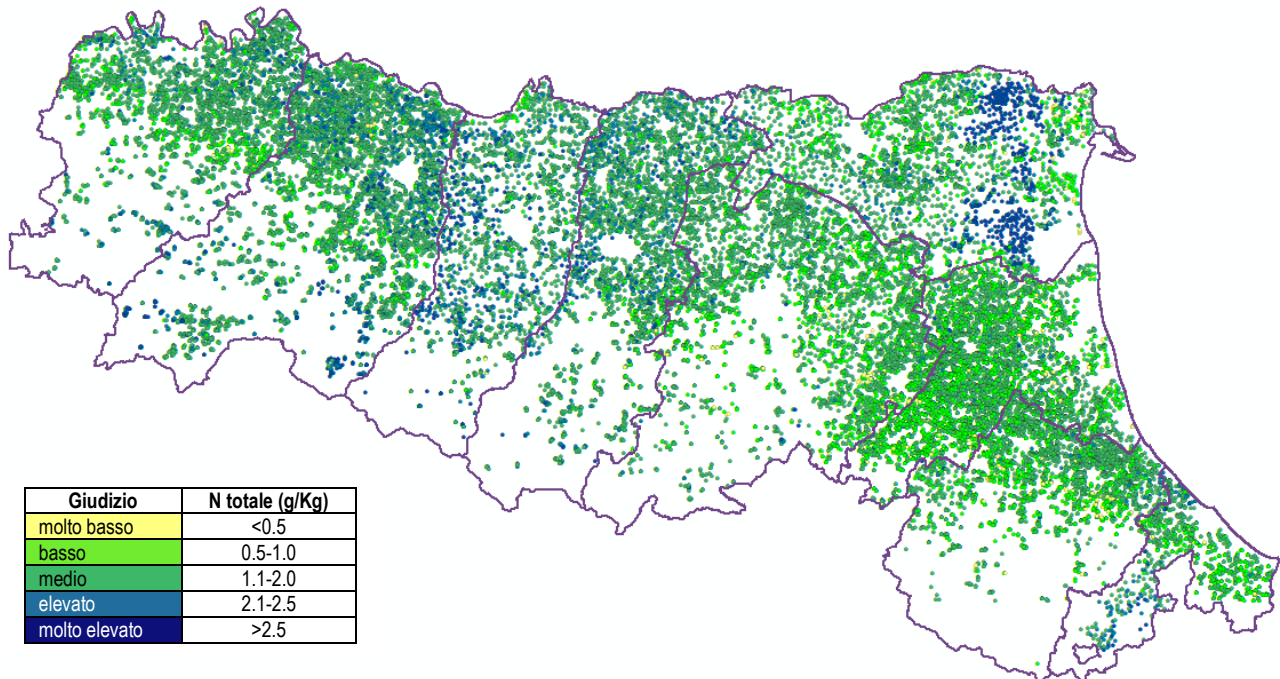 Giudizio N totale (g/Kg)
molto basso <0.5
basso 0.5-1.0
medio 1.1-2.0
elevato 2.1-2.5
molto elevato >2.5